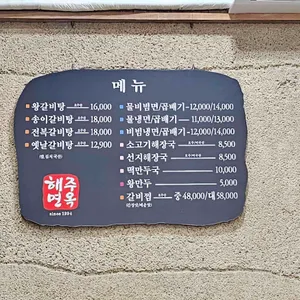 메뉴
왕갈비탕 16,000
송이갈비탕 18,000
전복갈비탕 18,000
옛날갈비탕 12,900
물비빔면/곱빼기 12,000/14,000
물냉면/곱빼기 11,000/13,000
비빔냉면/곱빼기 12,000/14,000
소고기해장국 8,500
선지해장국 8,500
떡만두국 10,000
왕만두 5,000
갈비찜 중 48,000/대 58,000
해주
면옥
since 1994